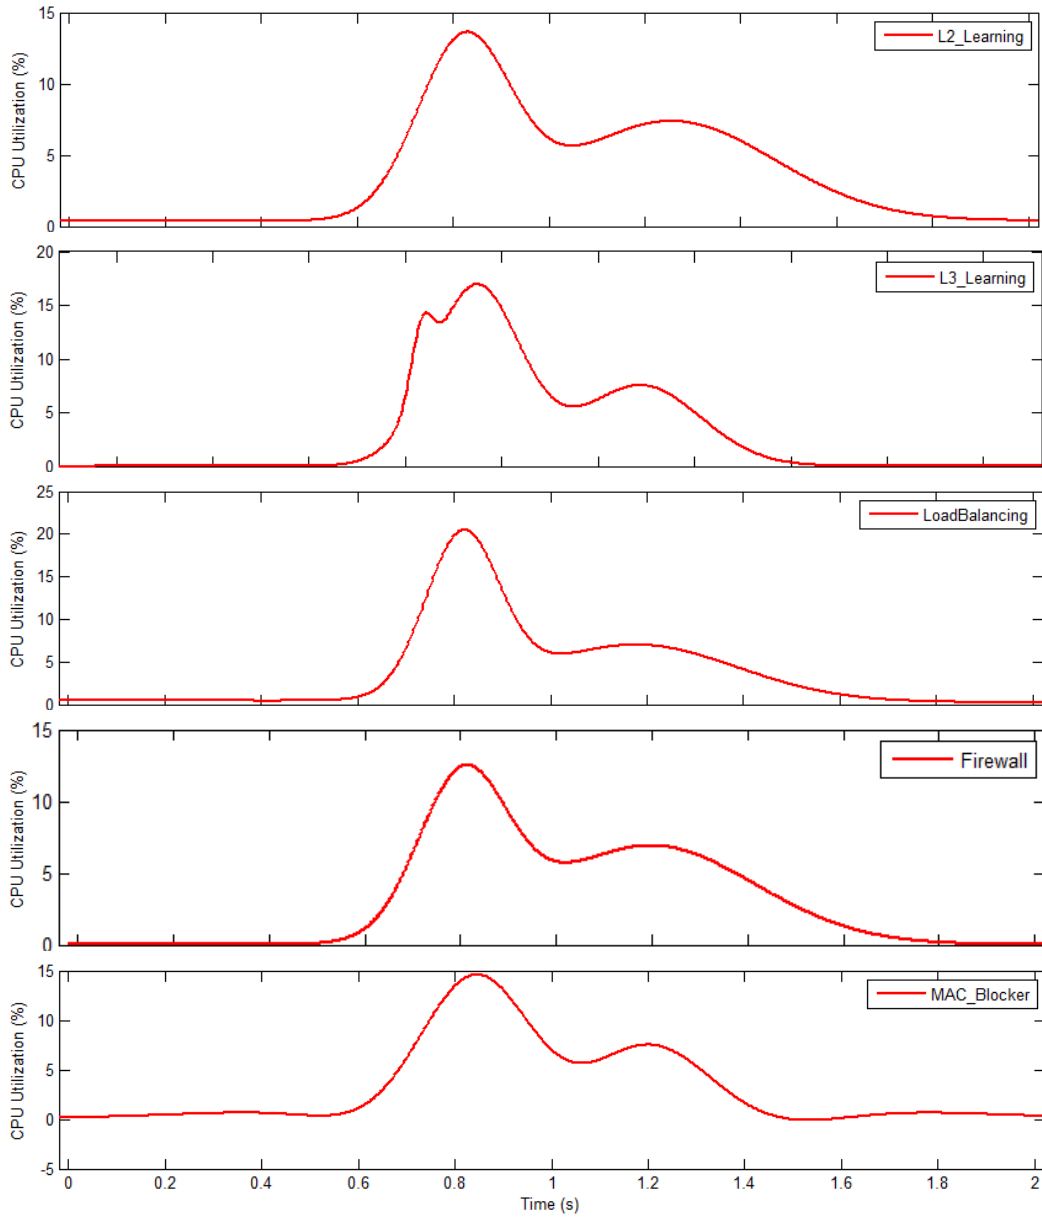 15
10
5
0
CPU Utilization (%)
L2_Learning
20
15
10
5
0
CPU Utilization (%)
L3_Learning
25
20
15
10
5
0
CPU Utilization (%)
LoadBalancing
15
10
5
0
CPU Utilization (%)
Firewall
15
10
5
0
-5
CPU Utilization (%)
MAC_Blocker
0 0.2 0.4 0.6 0.8 1 1.2 1.4 1.6 1.8 2
Time (s)